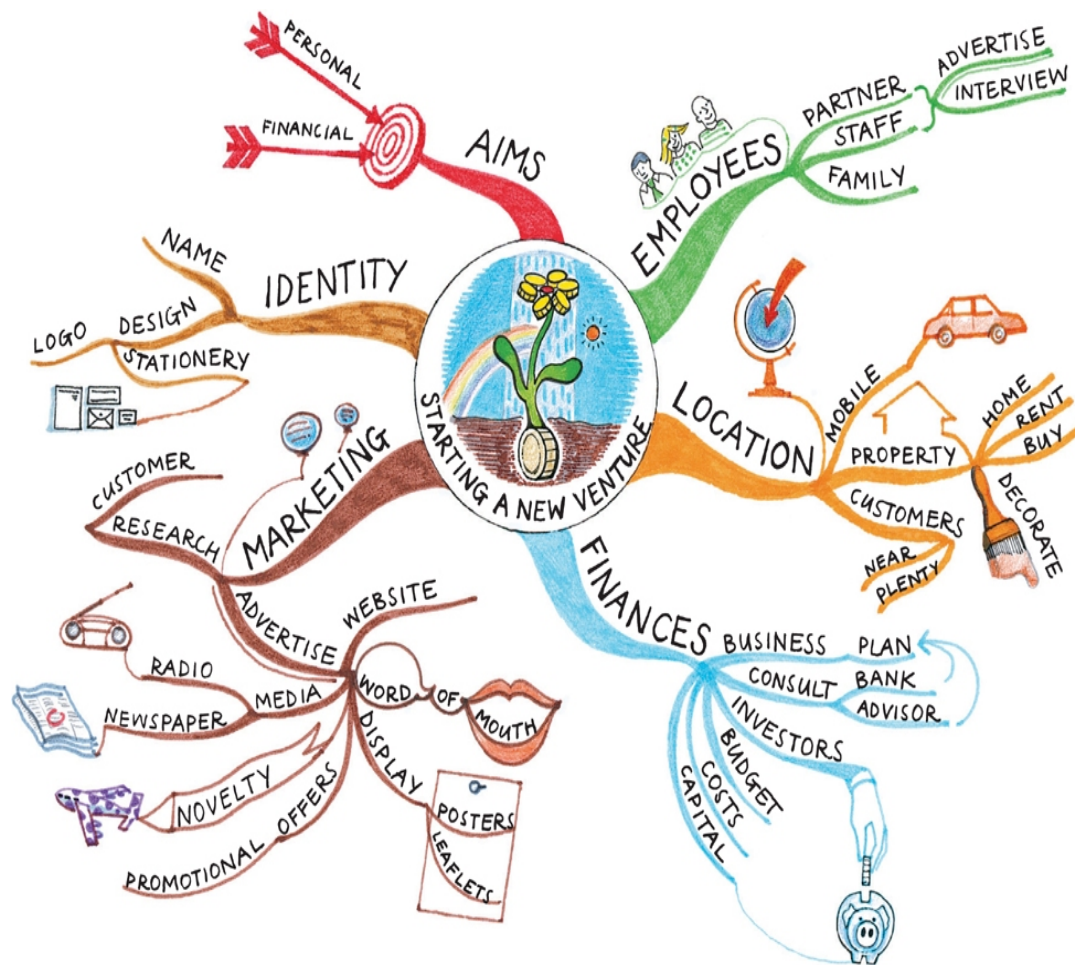 STARTING A NEW VENTURE
AIMS
PERSONAL
FINANCIAL
EMPLOYEES
PARTNER
STAFF
ADVERTISE
INTERVIEW
FAMILY
LOCATION
MOBILE
PROPERTY
HOME
RENT
BUY
DECORATE
CUSTOMERS
NEAR
PLENTY
FINANCES
BUSINESS PLAN
CONSULT
BANK
ADVISOR
INVESTORS
BUDGET
COSTS
CAPITAL
MARKETING
RESEARCH
CUSTOMER
ADVERTISE
WEBSITE
WORD OF MOUTH
DISPLAY
POSTERS
LEAFLETS
PROMOTIONAL OFFERS
NOVELTY
MEDIA
RADIO
NEWSPAPER
IDENTITY
NAME
DESIGN
LOGO
STATIONERY